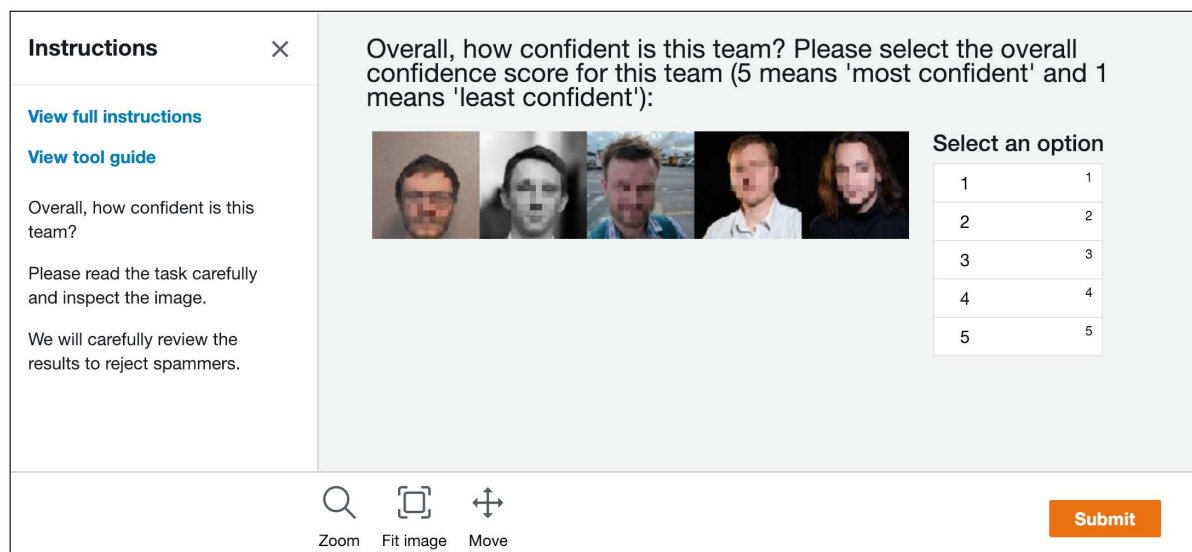 Instructions
View full instructions
View tool guide
Overall, how confident is this
team?
Please read the task carefully
and inspect the image.
We will carefully review the
results to reject spammers.
Overall, how confident is this team? Please select the overall
confidence score for this team (5 means 'most confident' and 1
means 'least confident'):
Select an option
1 1
2 2
3 3
4 4
5 5
Zoom Fit image Move
Submit